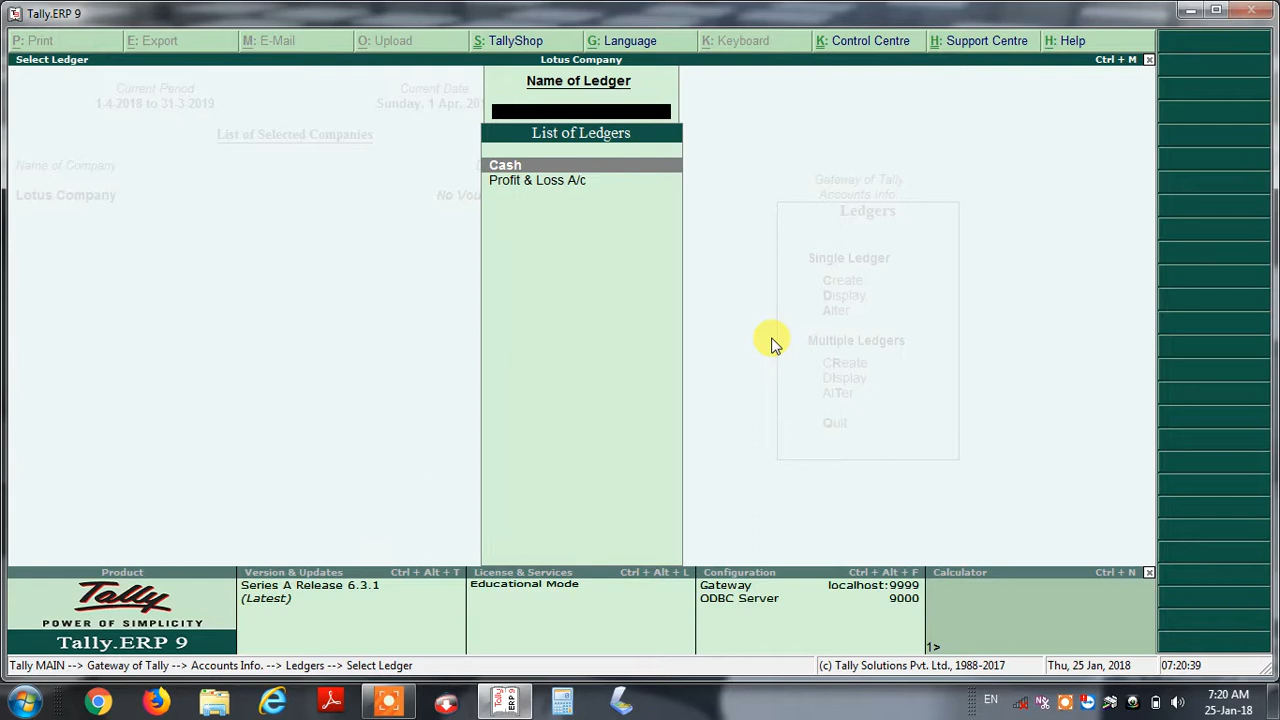 Tally.ERP 9
P: Print
E: Export
M: E-Mail
O: Upload
S: TallyShop
G: Language
K: Keyboard
K: Control Centre
H: Support Centre
H: Help
Select Ledger
Lotus Company
Ctrl + M
Current Period
1-4-2018 to 31-3-2019
Current Date
Sunday, 1 Apr, 201
List of Selected Companies
Name of Company
Lotus Company
No Vou
Name of Ledger
List of Ledgers
Cash
Profit & Loss A/c
Gateway of Tally
Accounts Info.
Ledgers
Single Ledger
Create
Display
Alter
Multiple Ledgers
CReate
DIsplay
AlTer
Quit
Product
Tally
POWER OF SIMPLICITY
Tally.ERP 9
Version & Updates
Ctrl + Alt + T
Series A Release 6.3.1
(Latest)
License & Services
Ctrl + Alt + L
Educational Mode
Configuration
Ctrl + Alt + F
Gateway
localhost:9999
ODBC Server
9000
Calculator
Ctrl + N
1>
Tally MAIN --> Gateway of Tally --> Accounts Info. --> Ledgers --> Select Ledger
(c) Tally Solutions Pvt. Ltd., 1988-2017
Thu, 25 Jan, 2018
07:20:39
EN
7:20 AM
25-Jan-18